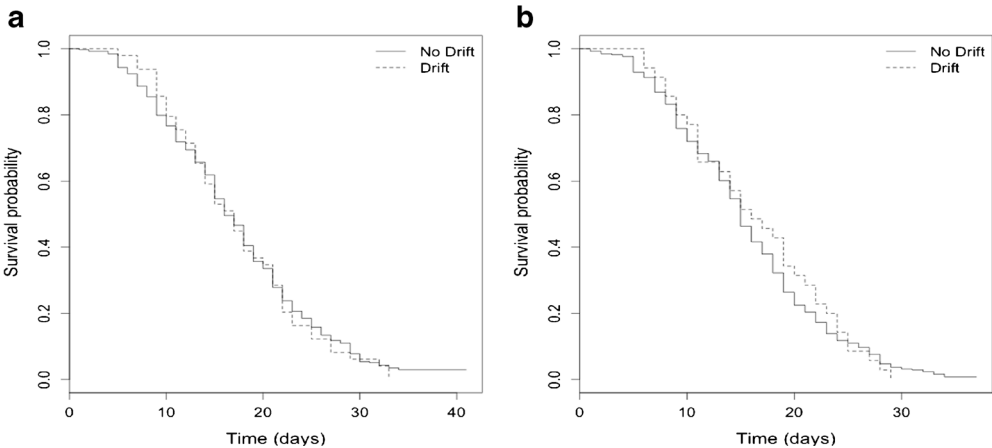 a
Survival probability
1.0
0.8
0.6
0.4
0.2
0.0
No Drift
Drift
0 10 20 30 40
Time (days)
b
Survival probability
1.0
0.8
0.6
0.4
0.2
0.0
No Drift
Drift
0 10 20 30
Time (days)